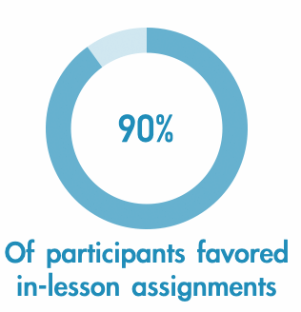 90%
Of participants favored
in-lesson assignments